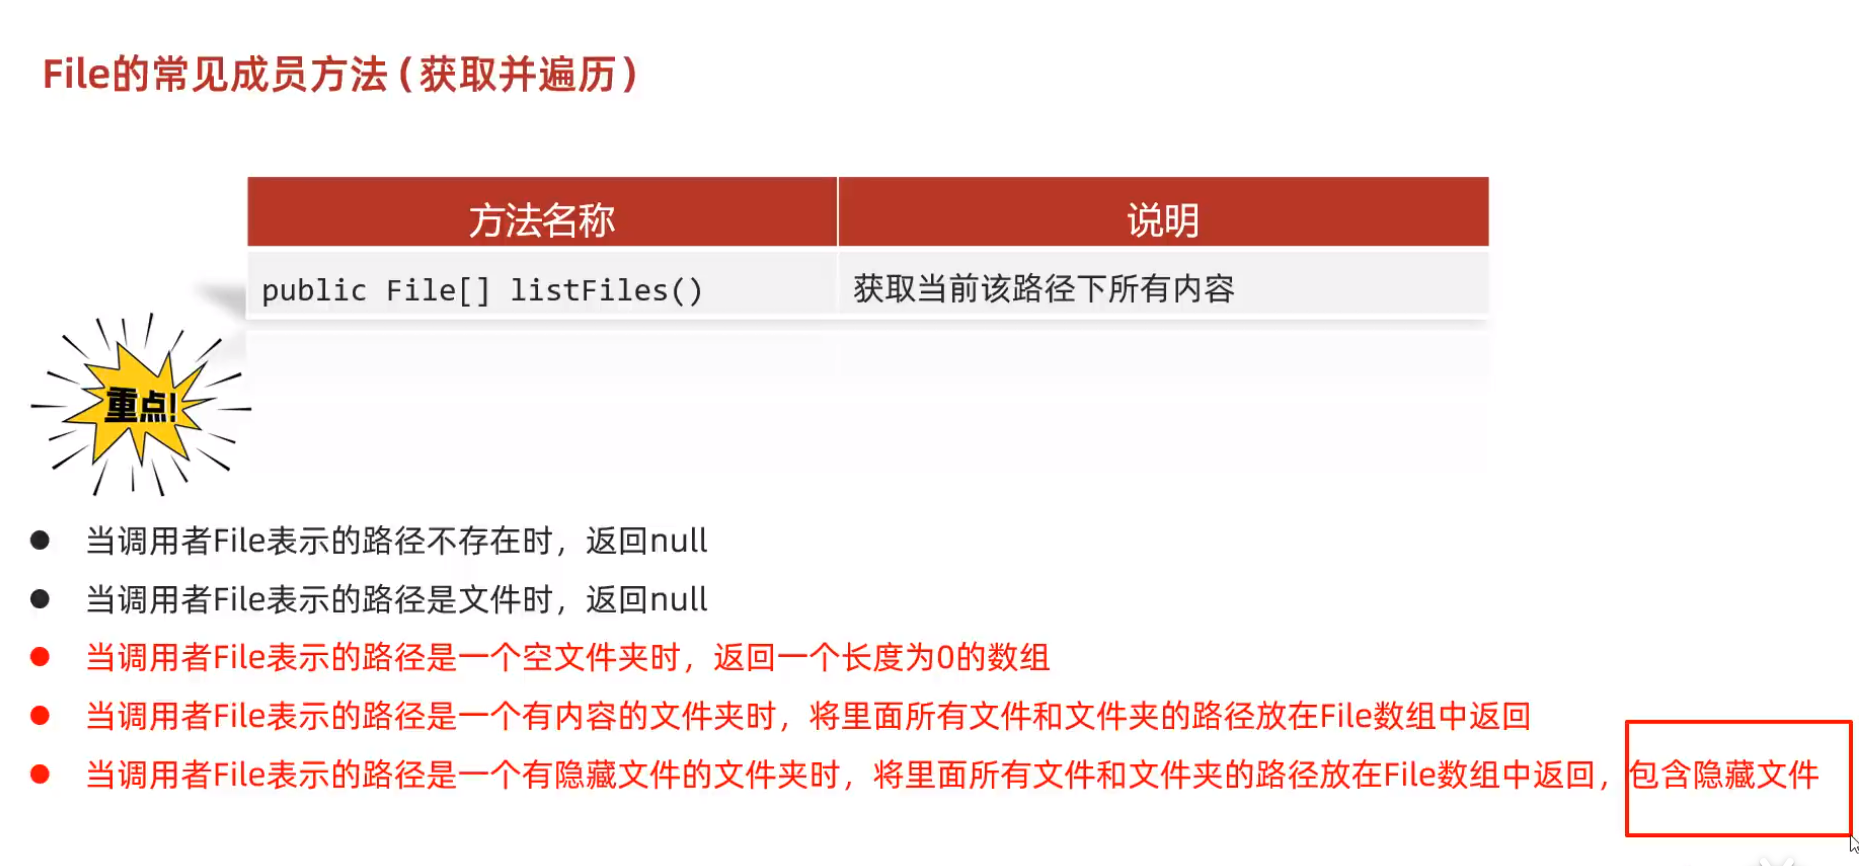 File的常见成员方法(获取并遍历)
方法名称 说明
public File[] listFiles() 获取当前该路径下所有内容
重点!
当调用者File表示的路径不存在时，返回null
当调用者File表示的路径是文件时，返回null
当调用者File表示的路径是一个空文件夹时，返回一个长度为0的数组
当调用者File表示的路径是一个有内容的文件夹时，将里面所有文件和文件夹的路径放在File数组中返回
当调用者File表示的路径是一个有隐藏文件的文件夹时，将里面所有文件和文件夹的路径放在File数组中返回，包含隐藏文件